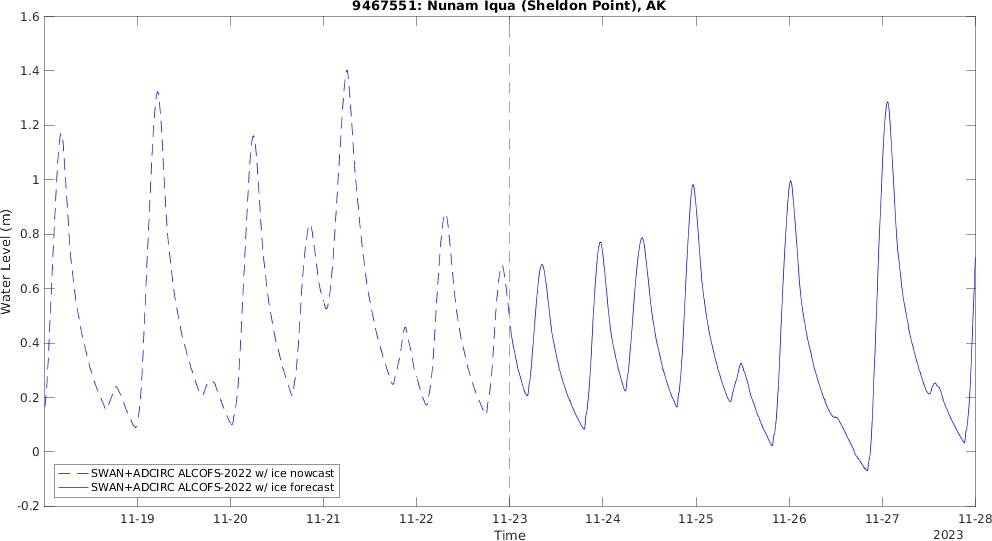 9467551: Nunam Iqua (Sheldon Point), AK
1.6
1.4
1.2
1
0.8
0.6
0.4
0.2
0
-0.2
Water Level (m)
SWAN+ADCIRC ALCOFS-2022 w/ ice nowcast
SWAN+ADCIRC ALCOFS-2022 w/ ice forecast
11-19 11-20 11-21 11-22 11-23 11-24 11-25 11-26 11-27 11-28
Time
2023